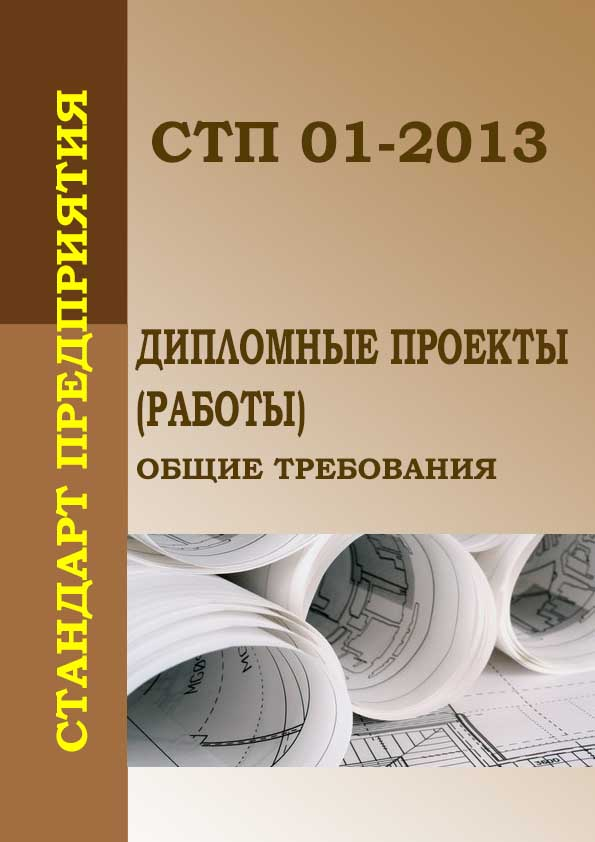 СТП 01-2013
СТАНДАРТ ПРЕДПРИЯТИЯ
ДИПЛОМНЫЕ ПРОЕКТЫ
(РАБОТЫ)
ОБЩИЕ ТРЕБОВАНИЯ